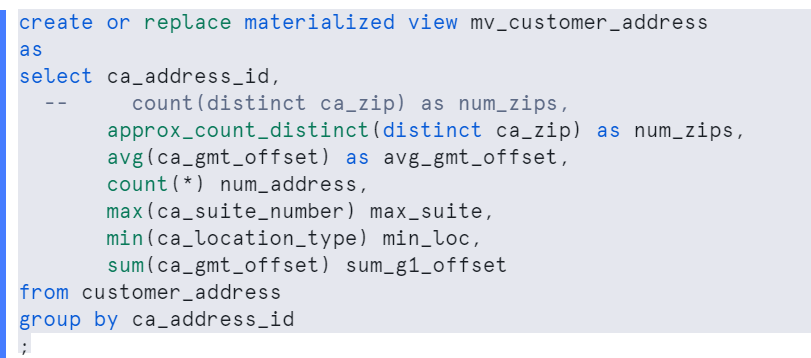 create or replace materialized view mv_customer_address
as
select ca_address_id,
  --     count(distinct ca_zip) as num_zips,
       approx_count_distinct(distinct ca_zip) as num_zips,
       avg(ca_gmt_offset) as avg_gmt_offset,
       count(*) num_address,
       max(ca_suite_number) max_suite,
       min(ca_location_type) min_loc,
       sum(ca_gmt_offset) sum_g1_offset
from customer_address
group by ca_address_id
;